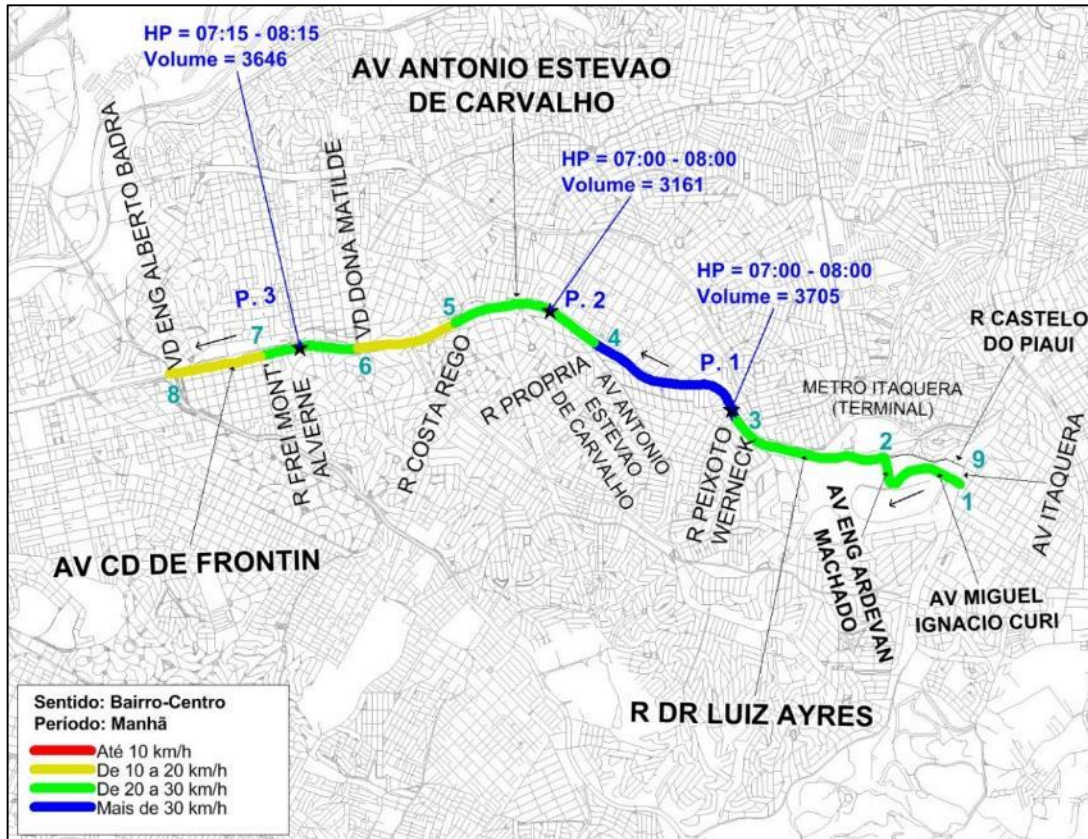 HP = 07:15 - 08:15
Volume = 3646
AV ANTONIO ESTEVAO
DE CARVALHO
HP = 07:00 - 08:00
Volume = 3161
HP = 07:00 - 08:00
Volume = 3705
VD ENG ALBERTO BADRA
VD DONA MATILDE
P. 3
7
8
6
5
P. 2
4
P. 1
3
R CASTELO
DO PIAUI
METRO ITAQUERA
(TERMINAL)
2
9
1
AV ITAQUERA
R FREI MONT
ALVERNE
R COSTA REGO
R PROPRIA
AV ANTONIO
ESTEVAO
DE CARVALHO
R PEIXOTO
WERNECK
AV ENG ARDEVAN
MACHADO
AV MIGUEL
IGNACIO CURI
AV CD DE FRONTIN
R DR LUIZ AYRES
Sentido: Bairro-Centro
Período: Manhã
Até 10 km/h
De 10 a 20 km/h
De 20 a 30 km/h
Mais de 30 km/h